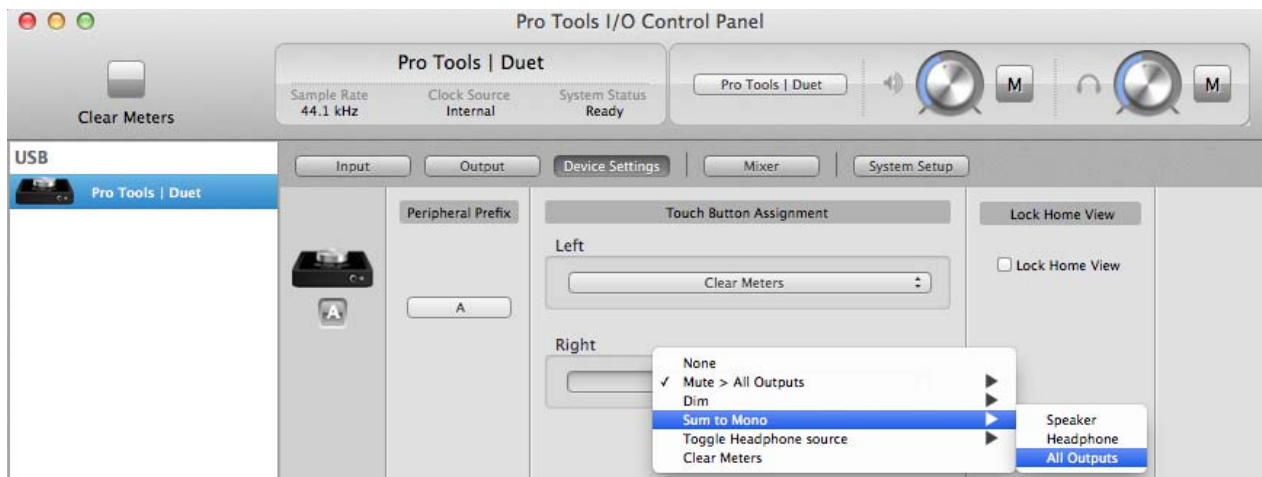 Pro Tools I/O Control Panel
Clear Meters
Pro Tools | Duet
Sample Rate
44.1 kHz
Clock Source
Internal
System Status
Ready
Pro Tools | Duet
M
M
USB
Pro Tools | Duet
Input
Output
Device Settings
Mixer
System Setup
A
Peripheral Prefix
A
Touch Button Assignment
Left
Clear Meters
Right
None
✓ Mute > All Outputs
Dim
Sum to Mono
Toggle Headphone source
Clear Meters
Speaker
Headphone
All Outputs
Lock Home View
Lock Home View